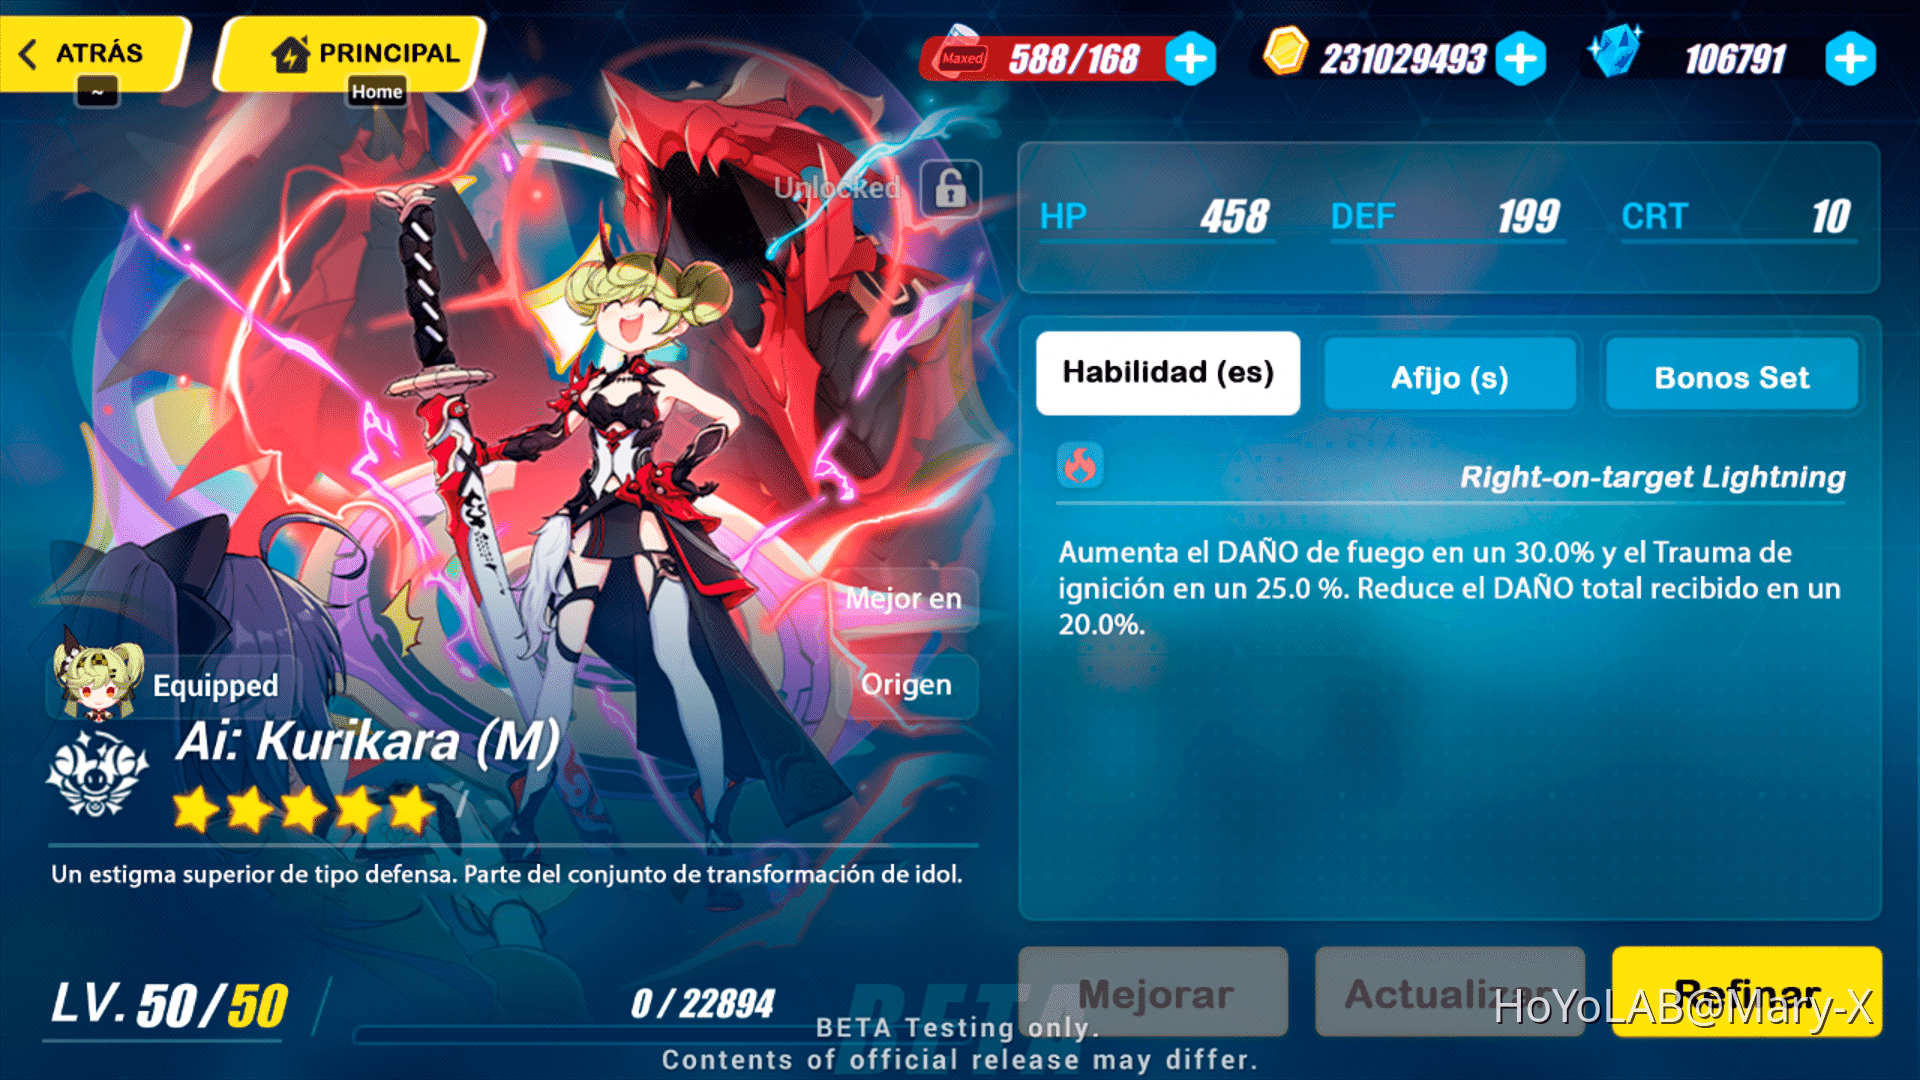 ATRÁS
~
PRINCIPAL
Home
Maxed
588/168
231029493
106791
Unlocked
HP 458 DEF 199 CRT 10
Habilidad (es)
Afijo (s)
Bonos Set
Right-on-target Lightning
Aumenta el DAÑO de fuego en un 30.0% y el Trauma de
ignición en un 25.0 %. Reduce el DAÑO total recibido en un
20.0%.
Mejor en
Origen
Equipped
Ai: Kurikara (M)
Un estigma superior de tipo defensa. Parte del conjunto de transformación de idol.
LV. 50/50
0 / 22894
Mejorar
Actualizar
Refinar
HoYoLAB@Mary-X
BETA
BETA Testing only.
Contents of official release may differ.